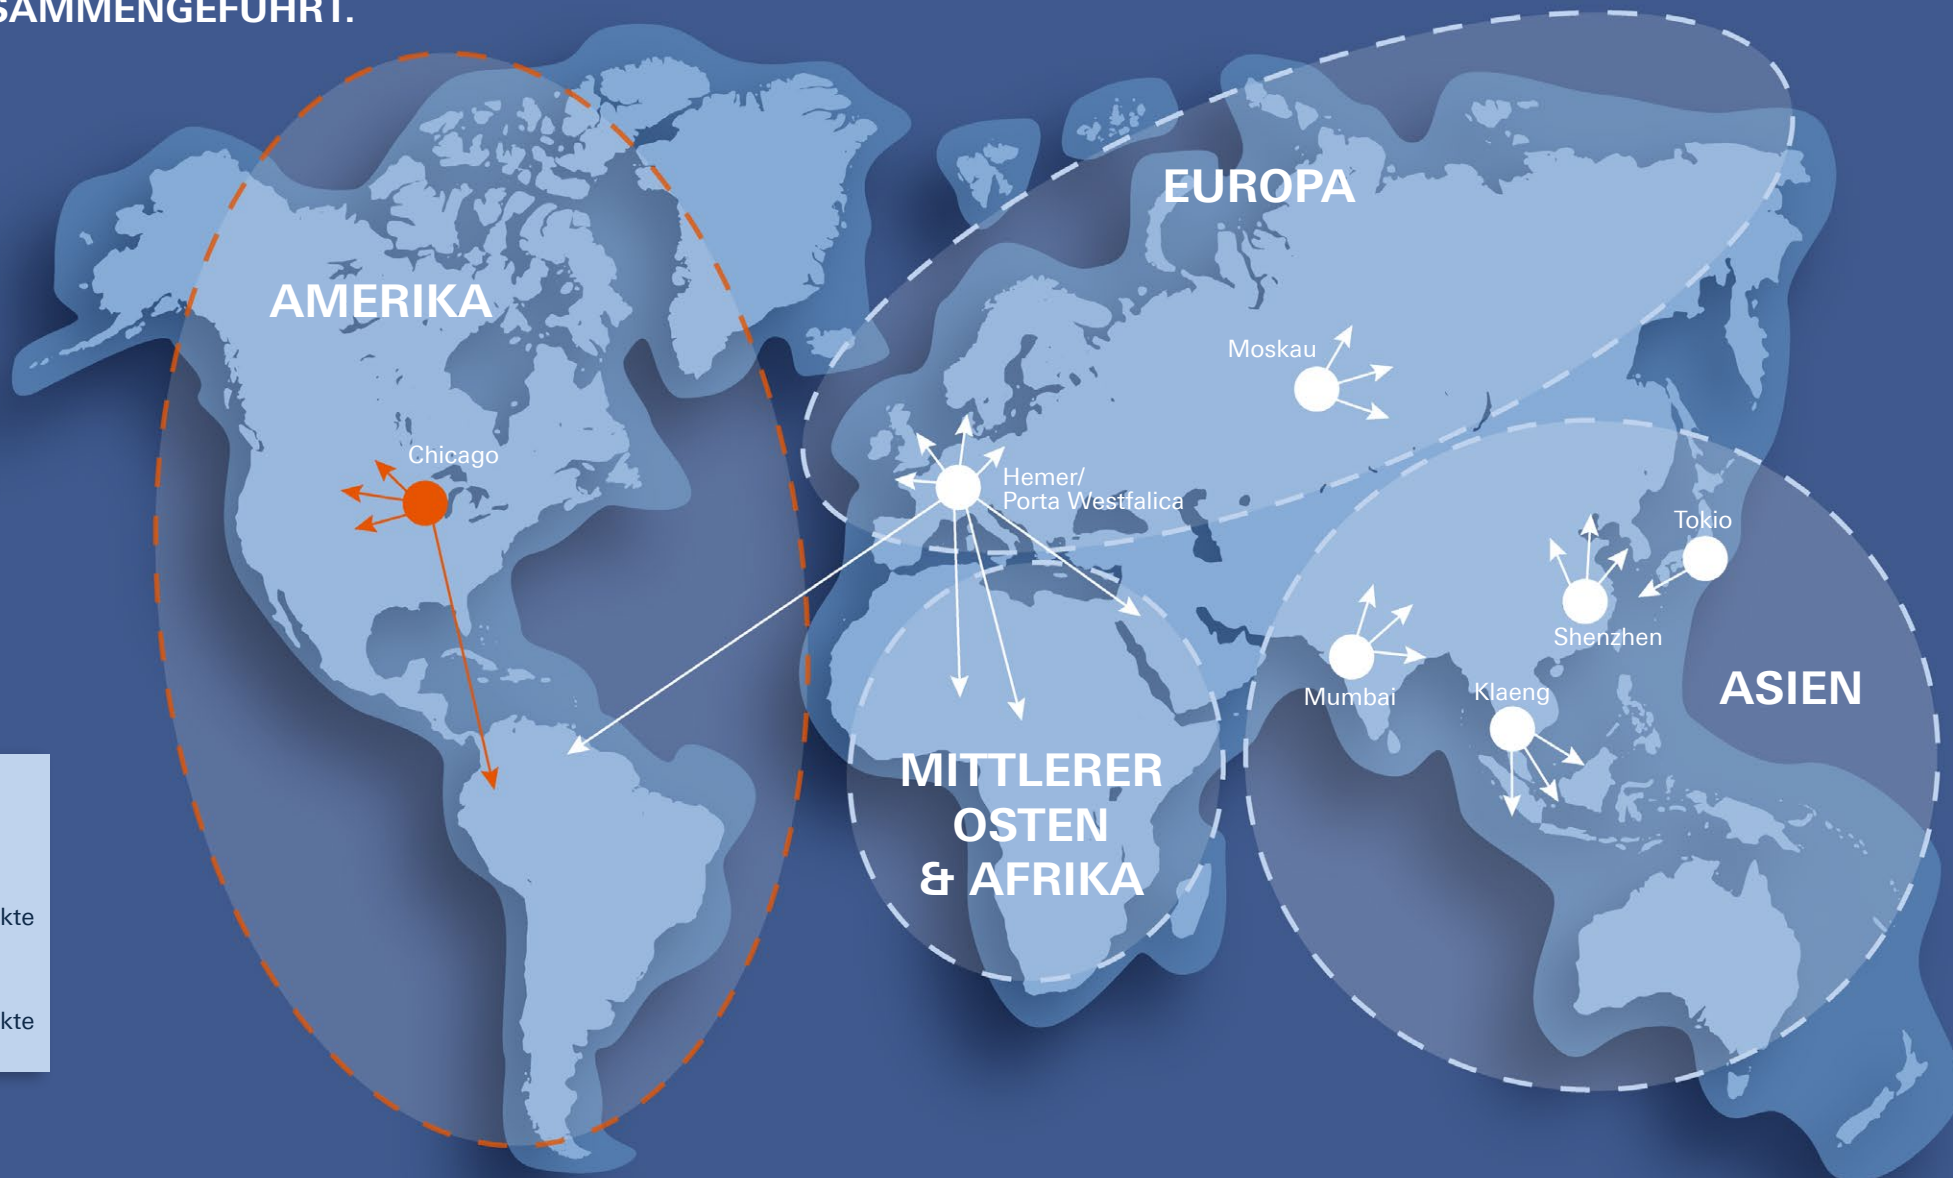 SAMMENGEFÜHRT.
EUROPA
AMERIKA
Moskau
Chicago
Hemer/
Porta Westfalica
Tokio
Shenzhen
Mumbai
Klaeng
ASIEN
MITTLERER
OSTEN
& AFRIKA
kte
kte